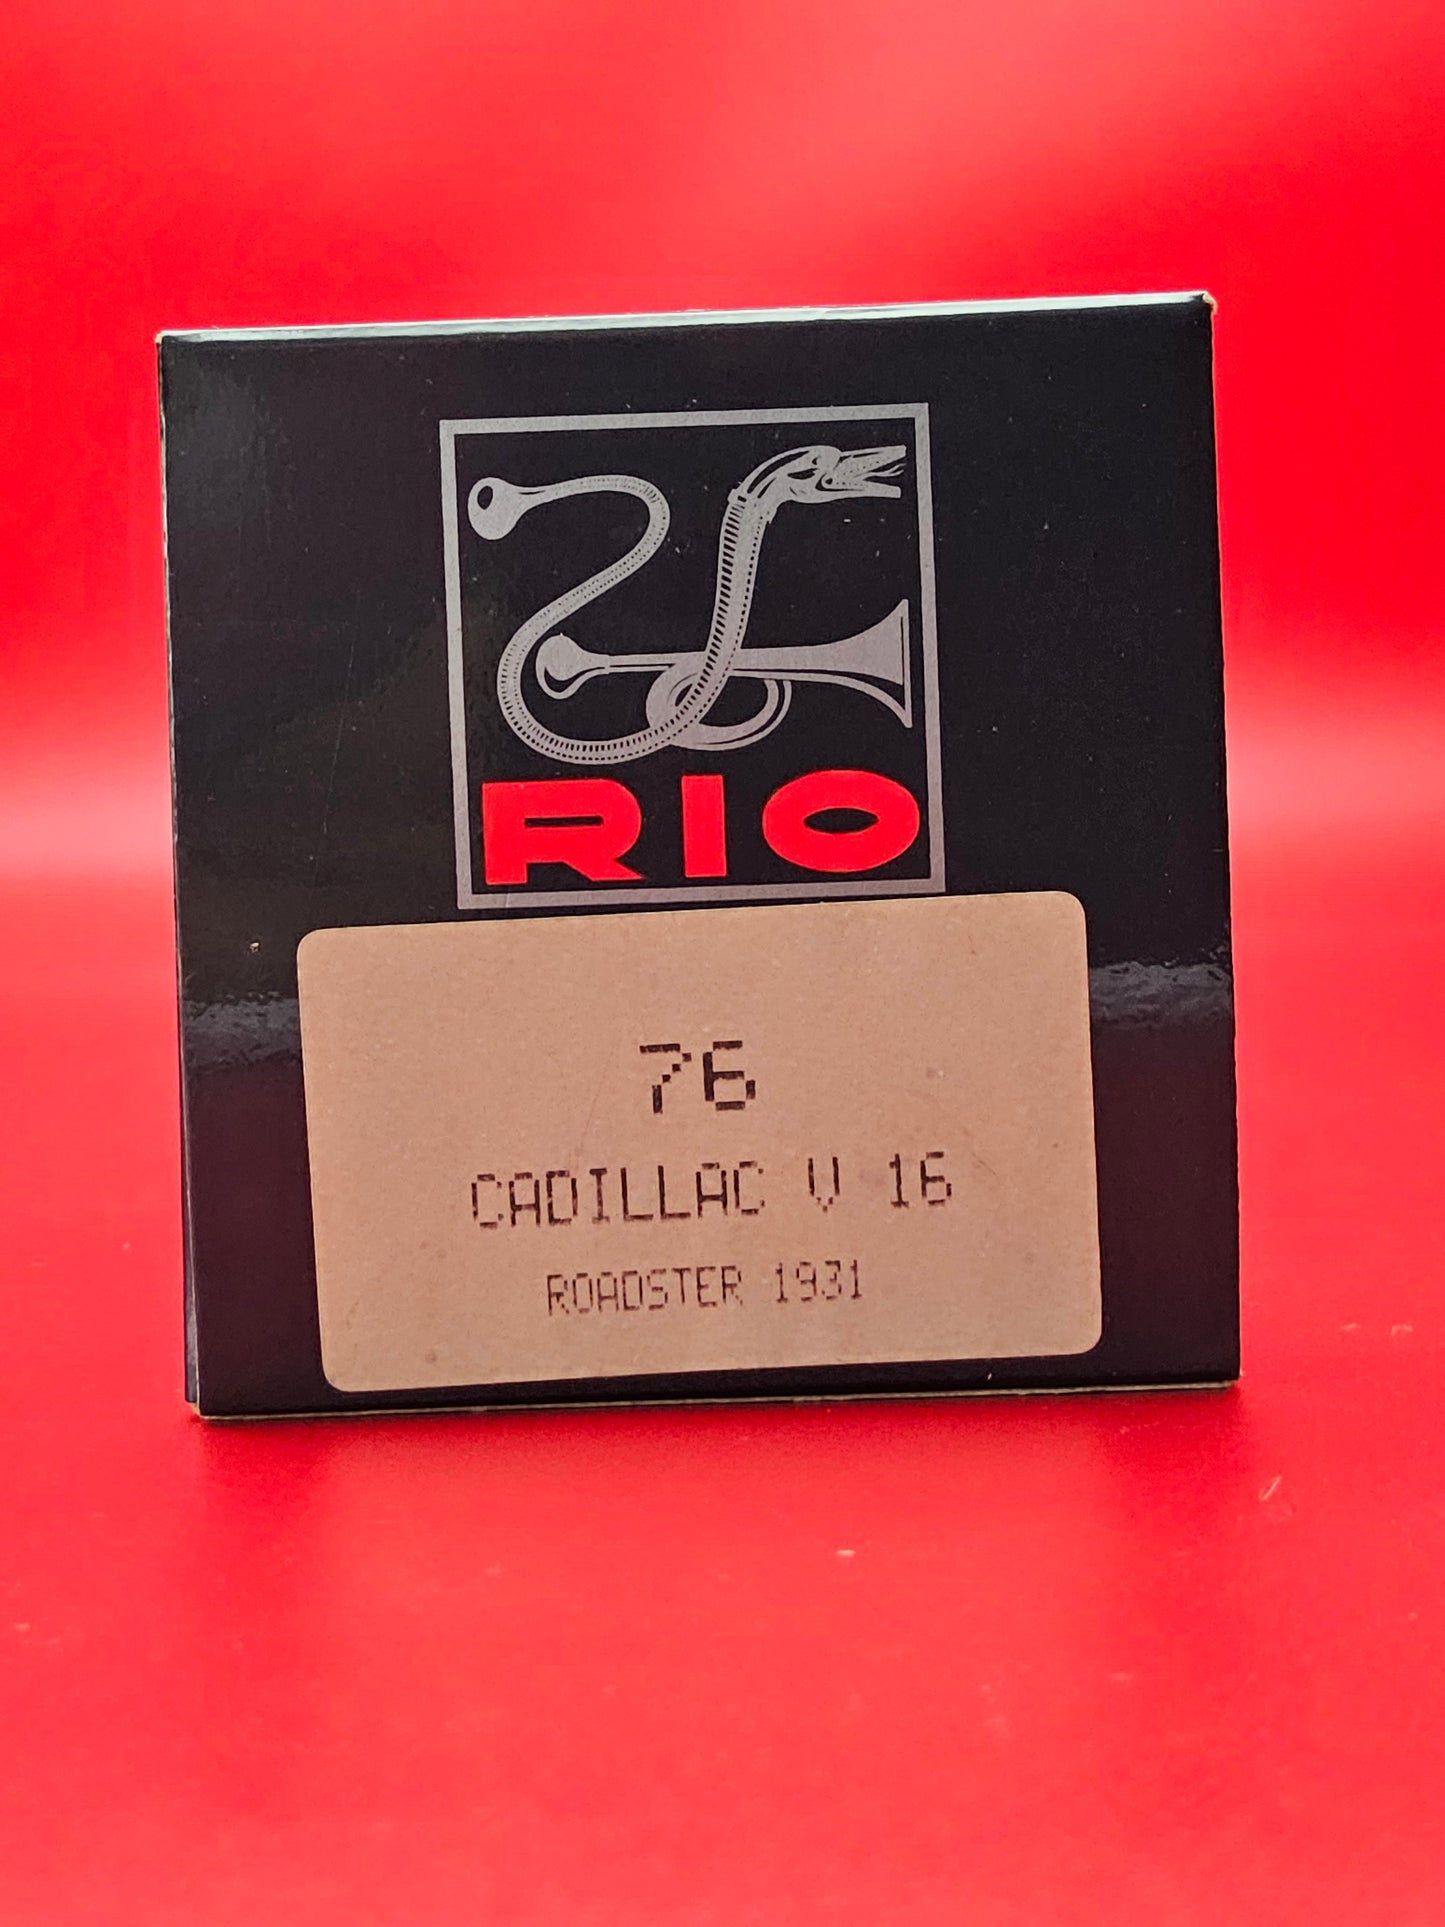 RIO
76
CADILLAC V 16
ROADSTER 1931